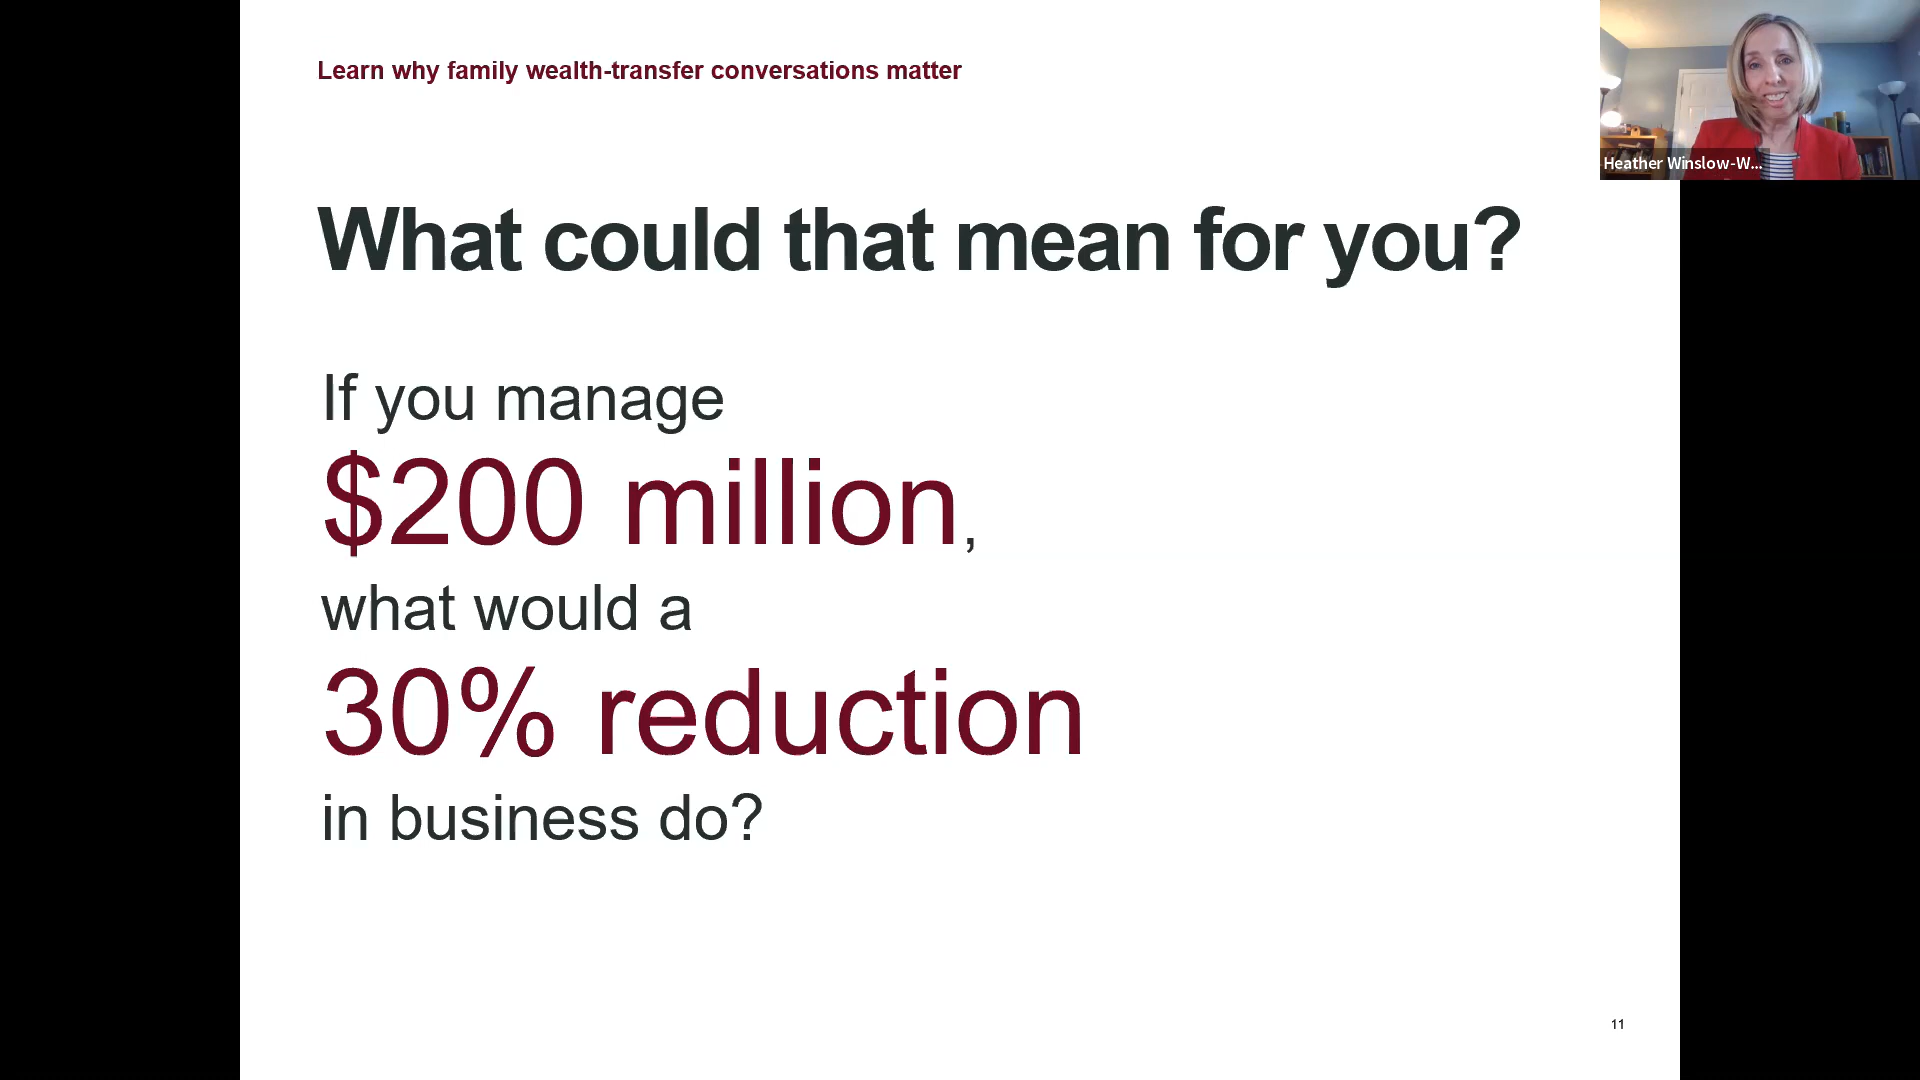 Learn why family wealth-transfer conversations matter
Heather Winslow-W...
What could that mean for you?
If you manage
$200 million,
what would a
30% reduction
in business do?
11